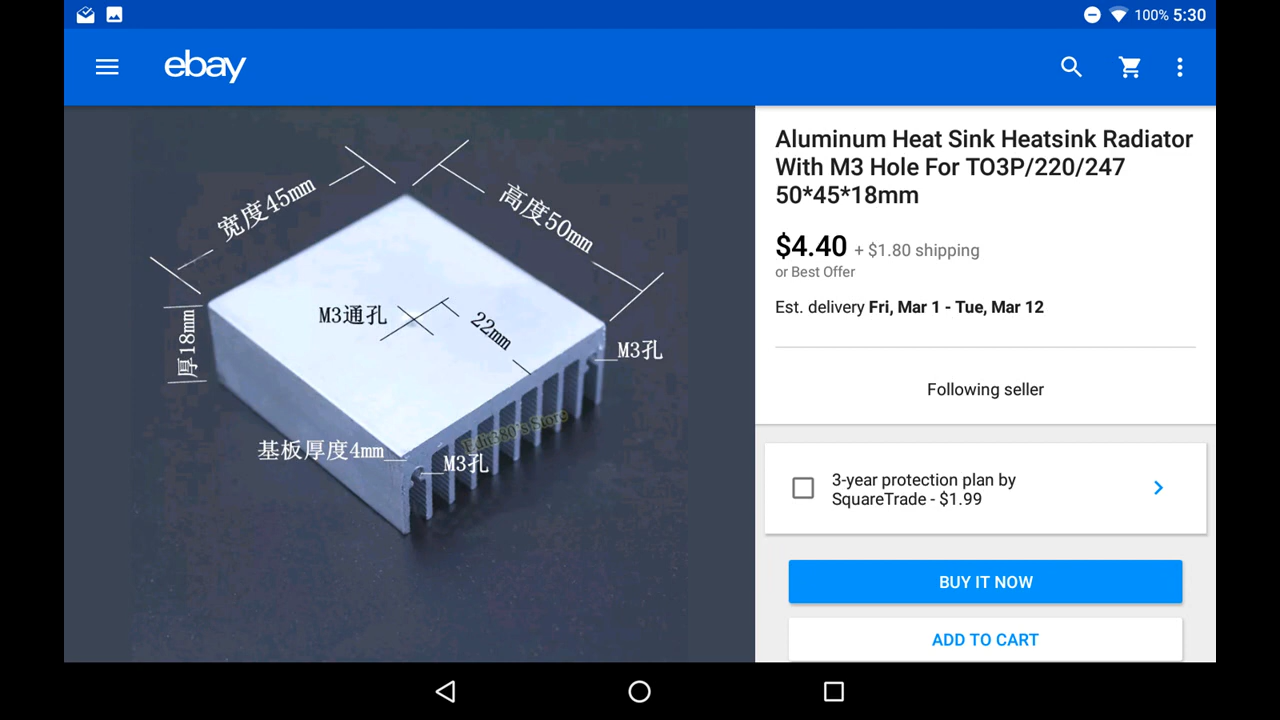 100% 5:30
ebay
宽度45mm
高度50mm
M3通孔
22mm
厚18mm
M3孔
基板厚度4mm
M3孔
Edit380's Store
Aluminum Heat Sink Heatsink Radiator
With M3 Hole For TO3P/220/247
50*45*18mm
$4.40 + $1.80 shipping
or Best Offer
Est. delivery Fri, Mar 1 - Tue, Mar 12
Following seller
3-year protection plan by
SquareTrade - $1.99
BUY IT NOW
ADD TO CART